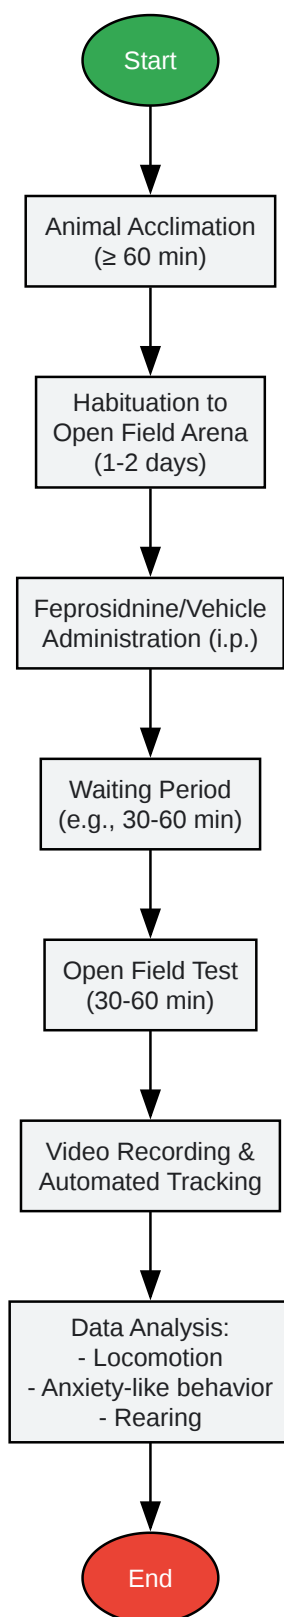 Start
Animal Acclimation
(≥ 60 min)
Habituation to
Open Field Arena
(1-2 days)
Feprosidnine/Vehicle
Administration (i.p.)
Waiting Period
(e.g., 30-60 min)
Open Field Test
(30-60 min)
Video Recording &
Automated Tracking
Data Analysis:
- Locomotion
- Anxiety-like behavior
- Rearing
End